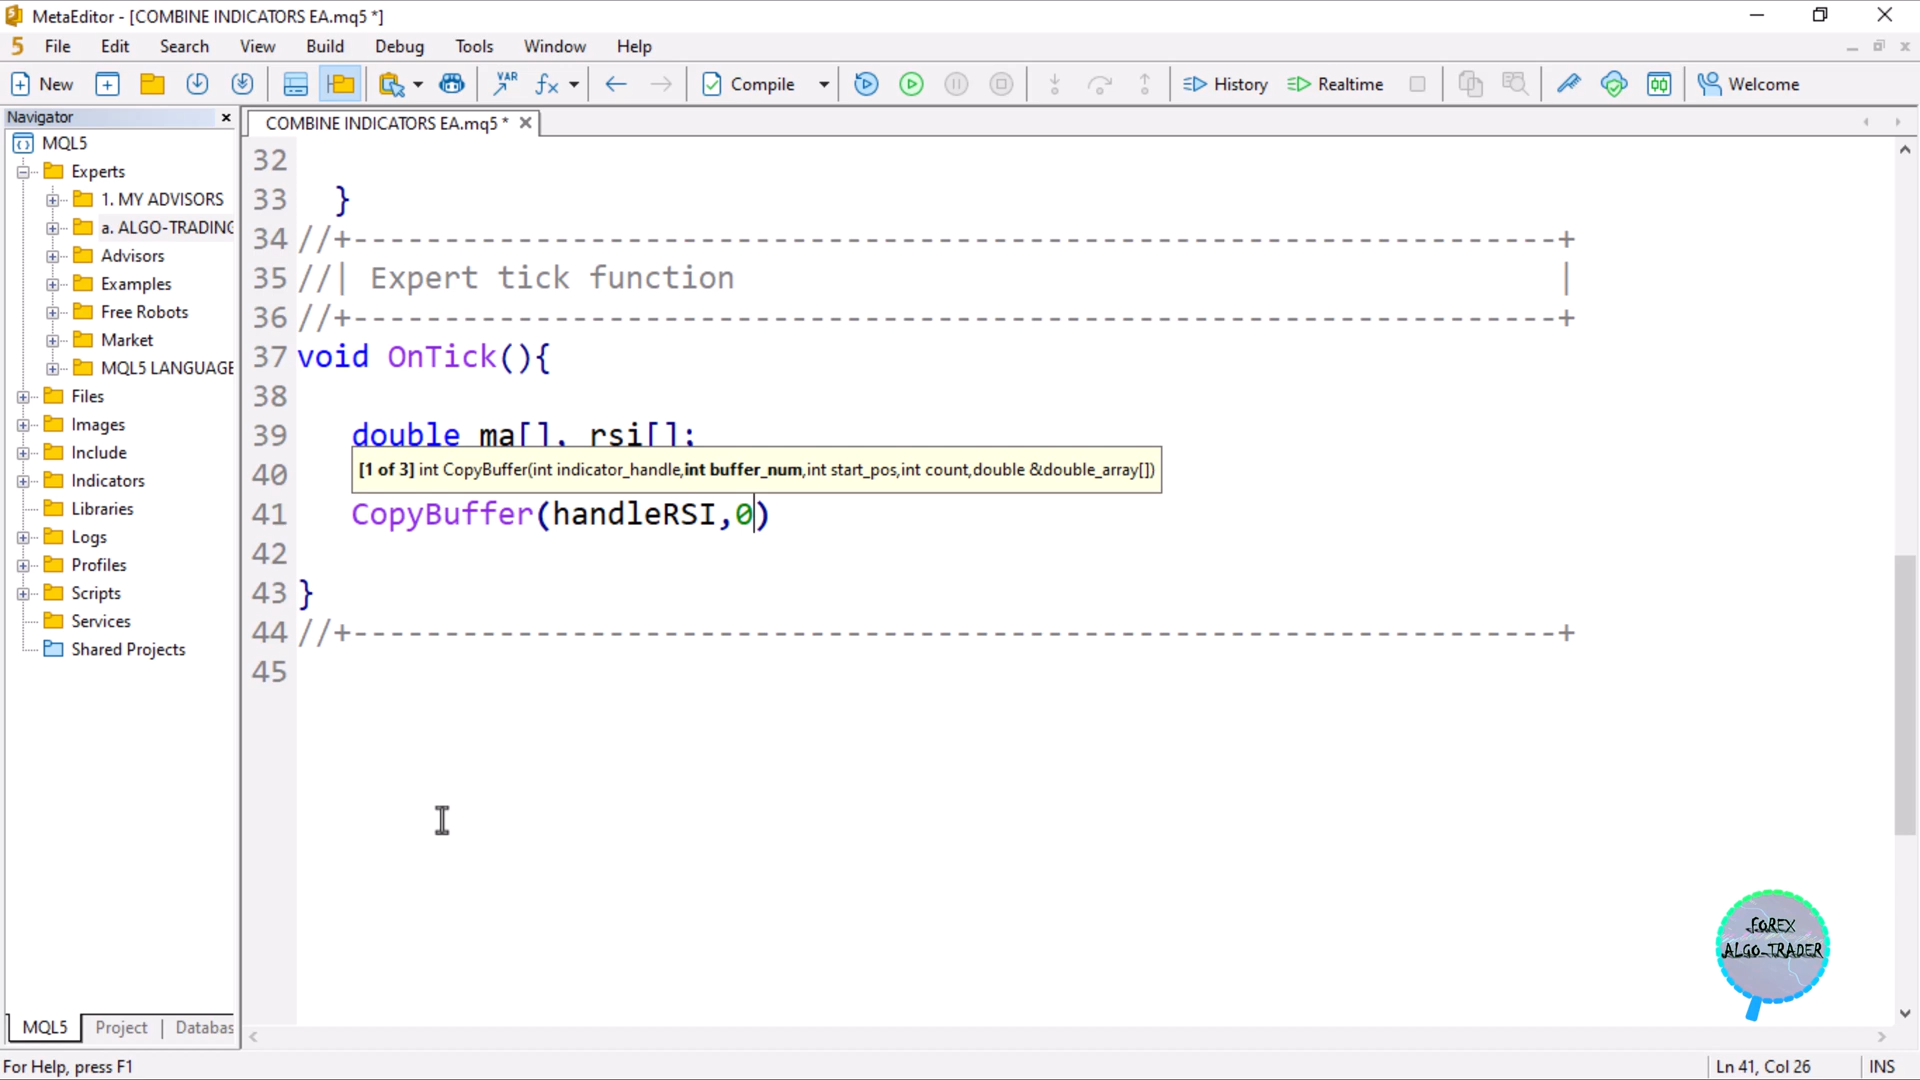 MetaEditor - [COMBINE INDICATORS EA.mq5 *]
5 File Edit Search View Build Debug Tools Window Help
New VAR fx Compile History Realtime Welcome
Navigator
COMBINE INDICATORS EA.mq5 *
MQL5
Experts
1. MY ADVISORS
a. ALGO-TRADING
Advisors
Examples
Free Robots
Market
MQL5 LANGUAGE
Files
Images
Include
Indicators
Libraries
Logs
Profiles
Scripts
Services
Shared Projects
32
33 }
34 //+------------------------------------------------------------------+
35 //| Expert tick function |
36 //+------------------------------------------------------------------+
37 void OnTick(){
38
39 double ma[], rsi[];
40
[1 of 3] int CopyBuffer(int indicator_handle,int buffer_num,int start_pos,int count,double &double_array[])
41 CopyBuffer(handleRSI,0)
42
43 }
44 //+------------------------------------------------------------------+
45
FOREX
ALGO-TRADER
MQL5 Project Databas
For Help, press F1
Ln 41, Col 26 INS